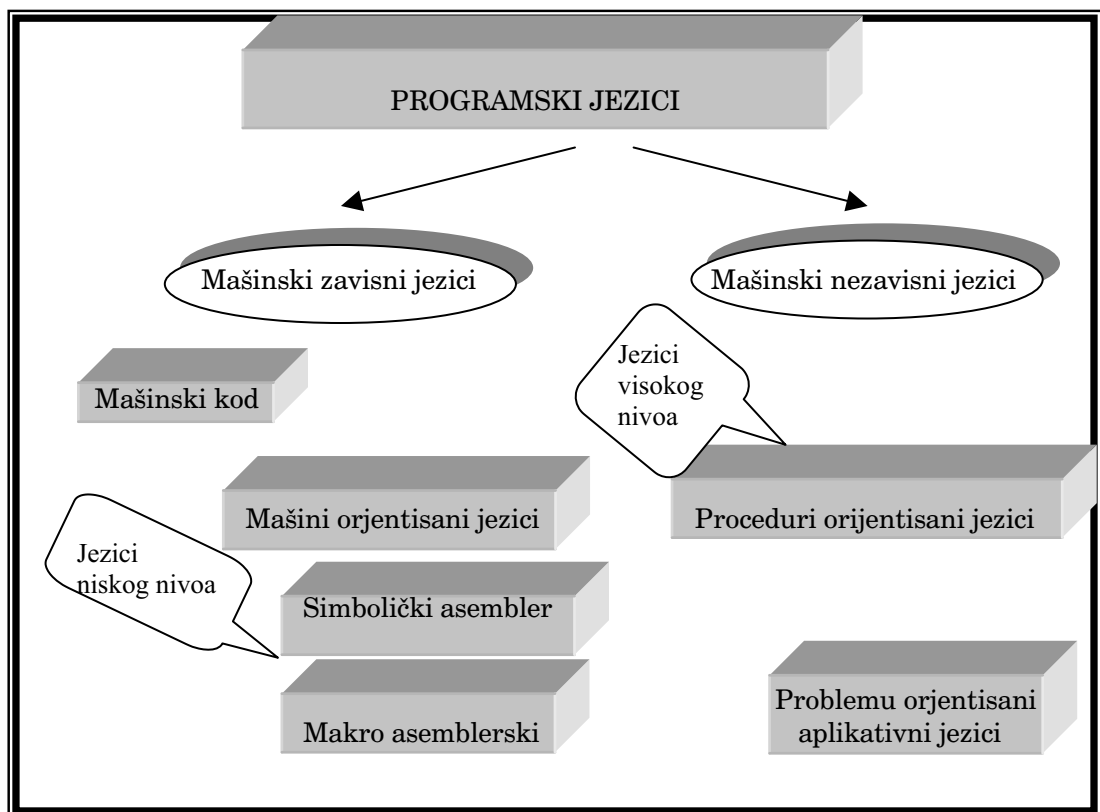 PROGRAMSKI JEZICI
Mašinski zavisni jezici
Mašinski nezavisni jezici
Mašinski kod
Jezici
visokog
nivoa
Mašini orjentisani jezici
Proceduri orijentisani jezici
Jezici
niskog nivoa
Simbolički asembler
Makro asemblerski
Problemu orjentisani
aplikativni jezici